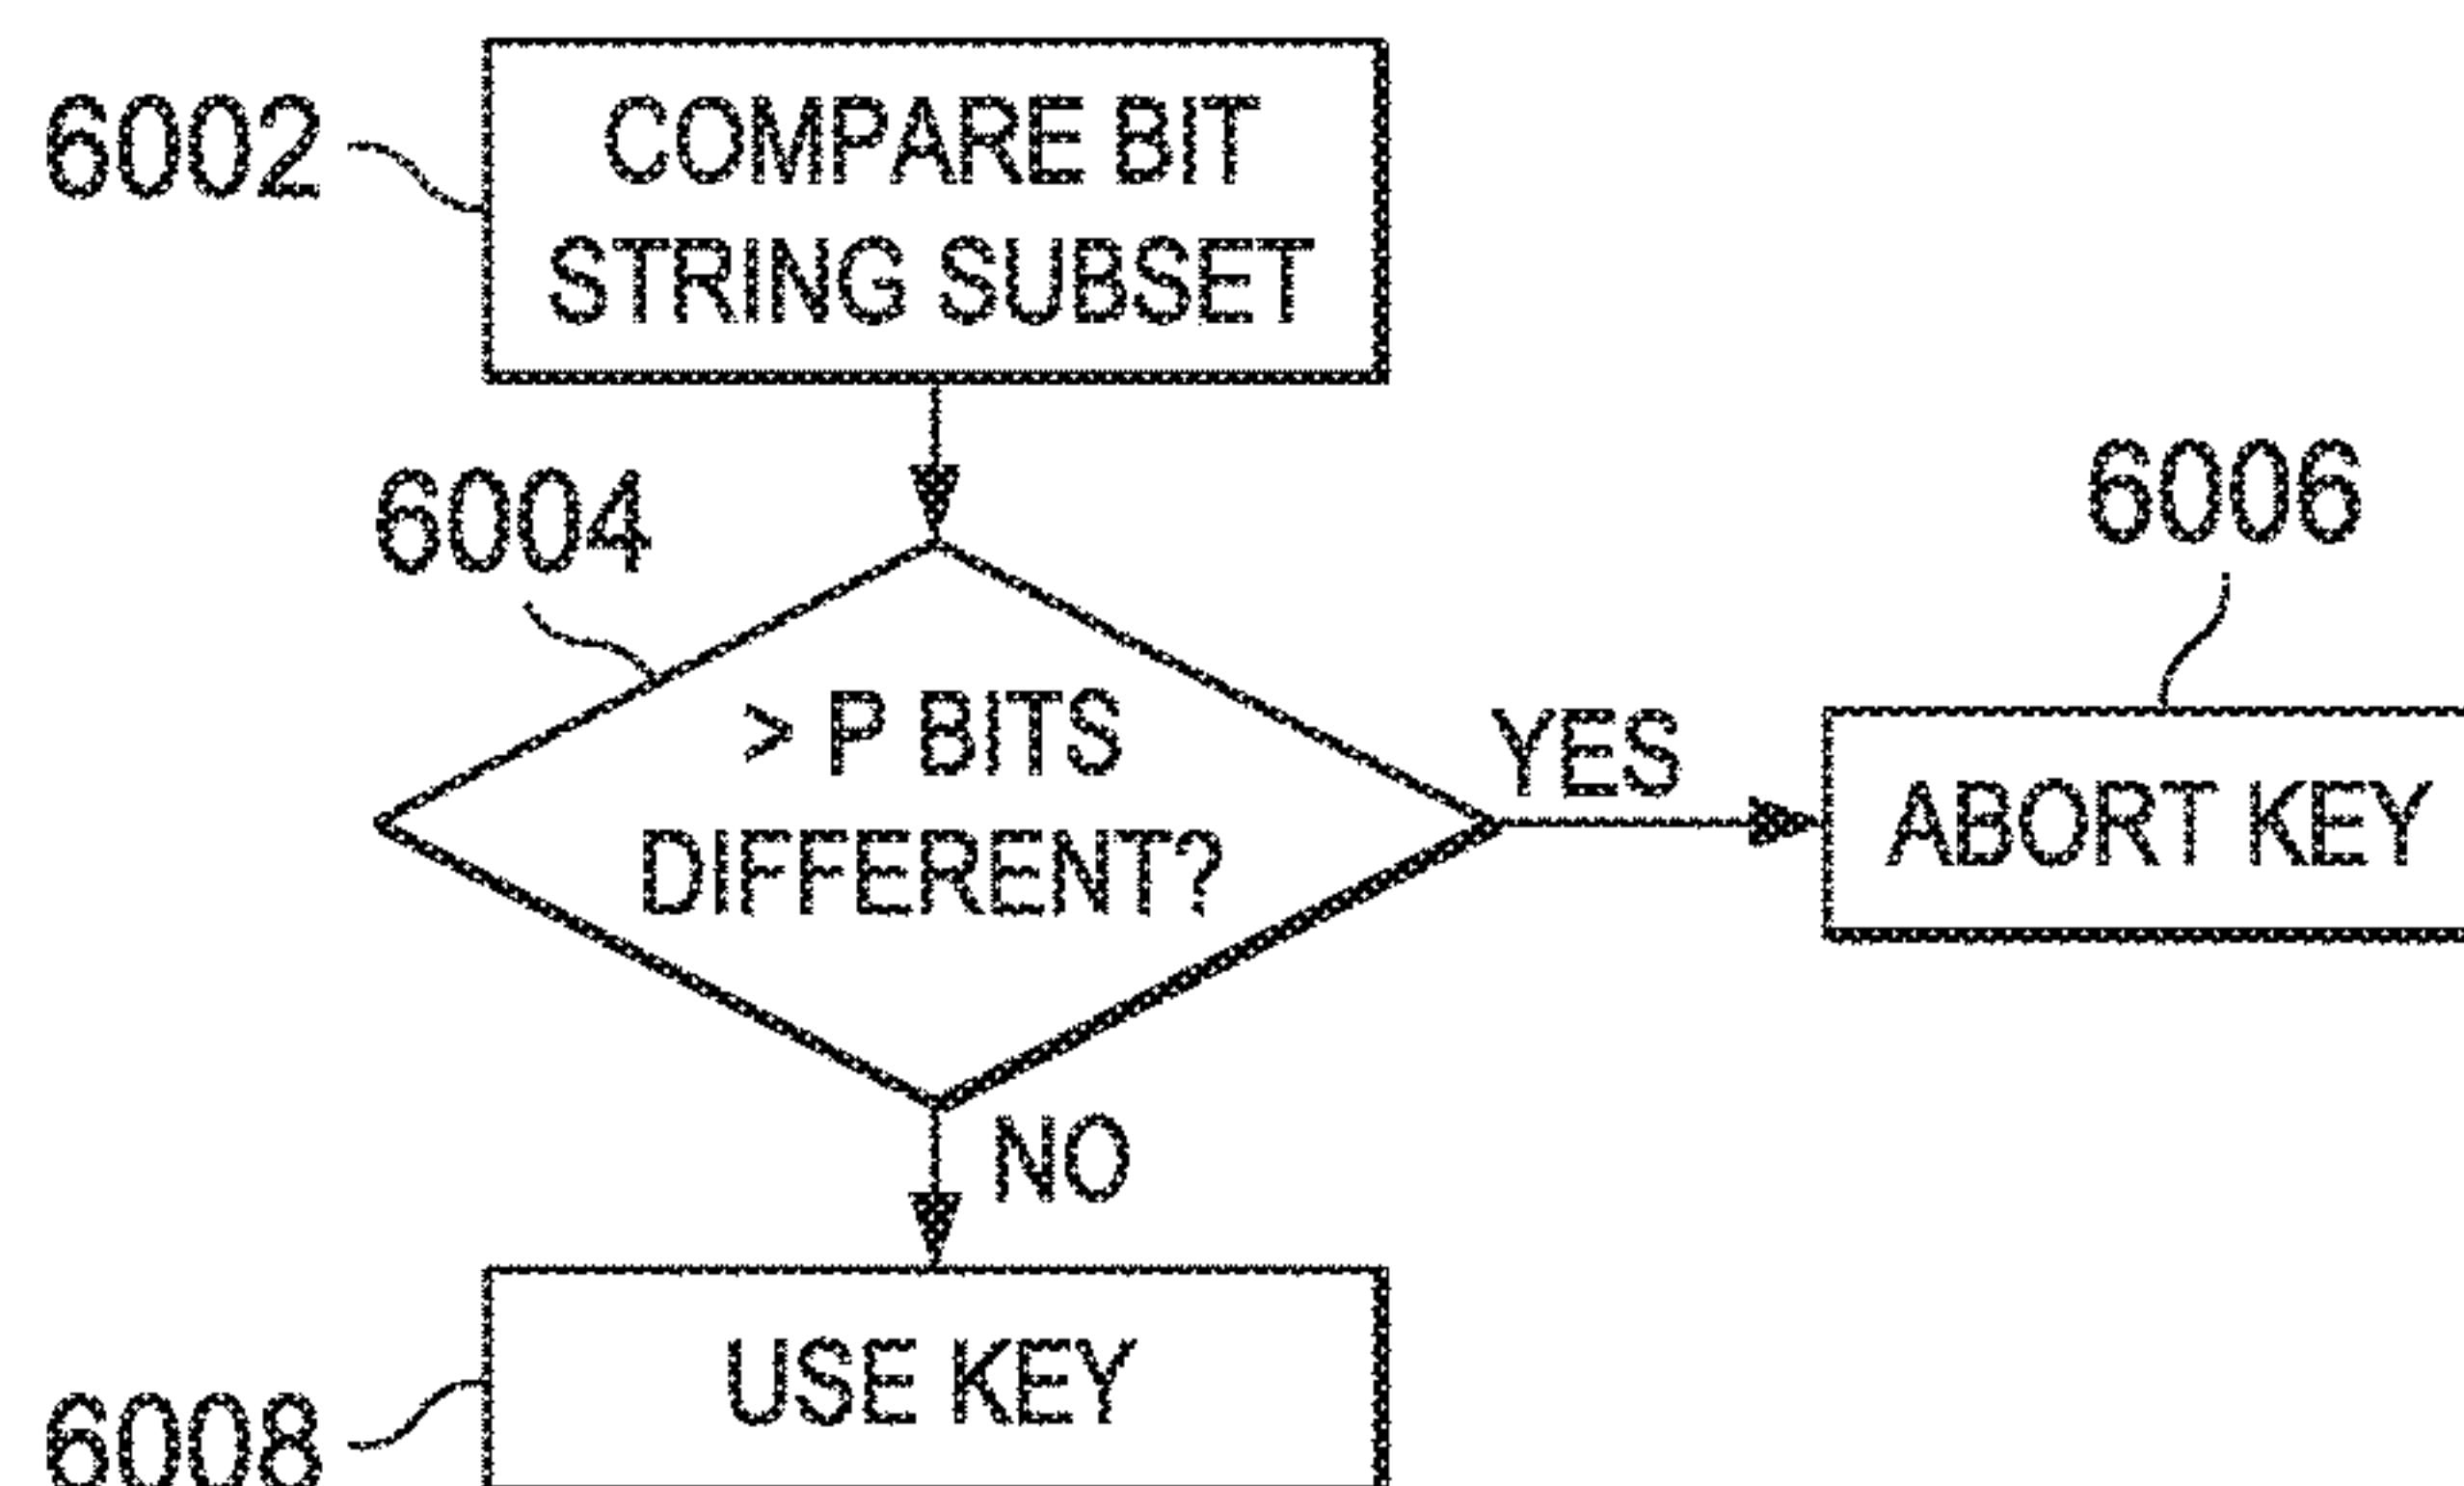 6002
COMPARE BIT
STRING SUBSET
6004
> P BITS
DIFFERENT?
YES
6006
ABORT KEY
NO
6008
USE KEY